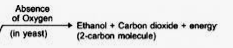 Absence
of Oxygen
(in yeast)
Ethanol + Carbon dioxide + energy
(2-carbon molecule)